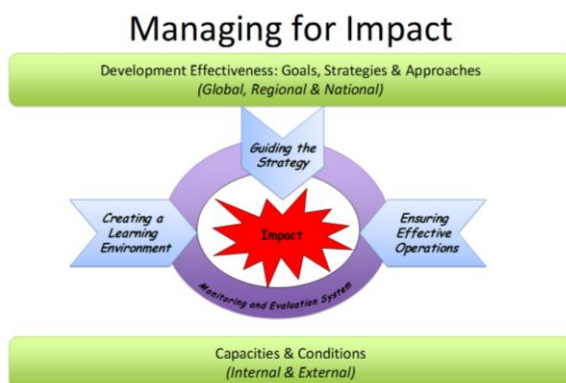 Managing for Impact
Development Effectiveness: Goals, Strategies & Approaches
(Global, Regional & National)
Guiding the
Strategy
Creating a
Learning
Environment
Impact
Ensuring
Effective
Operations
Monitoring and Evaluation System
Capacities & Conditions
(Internal & External)